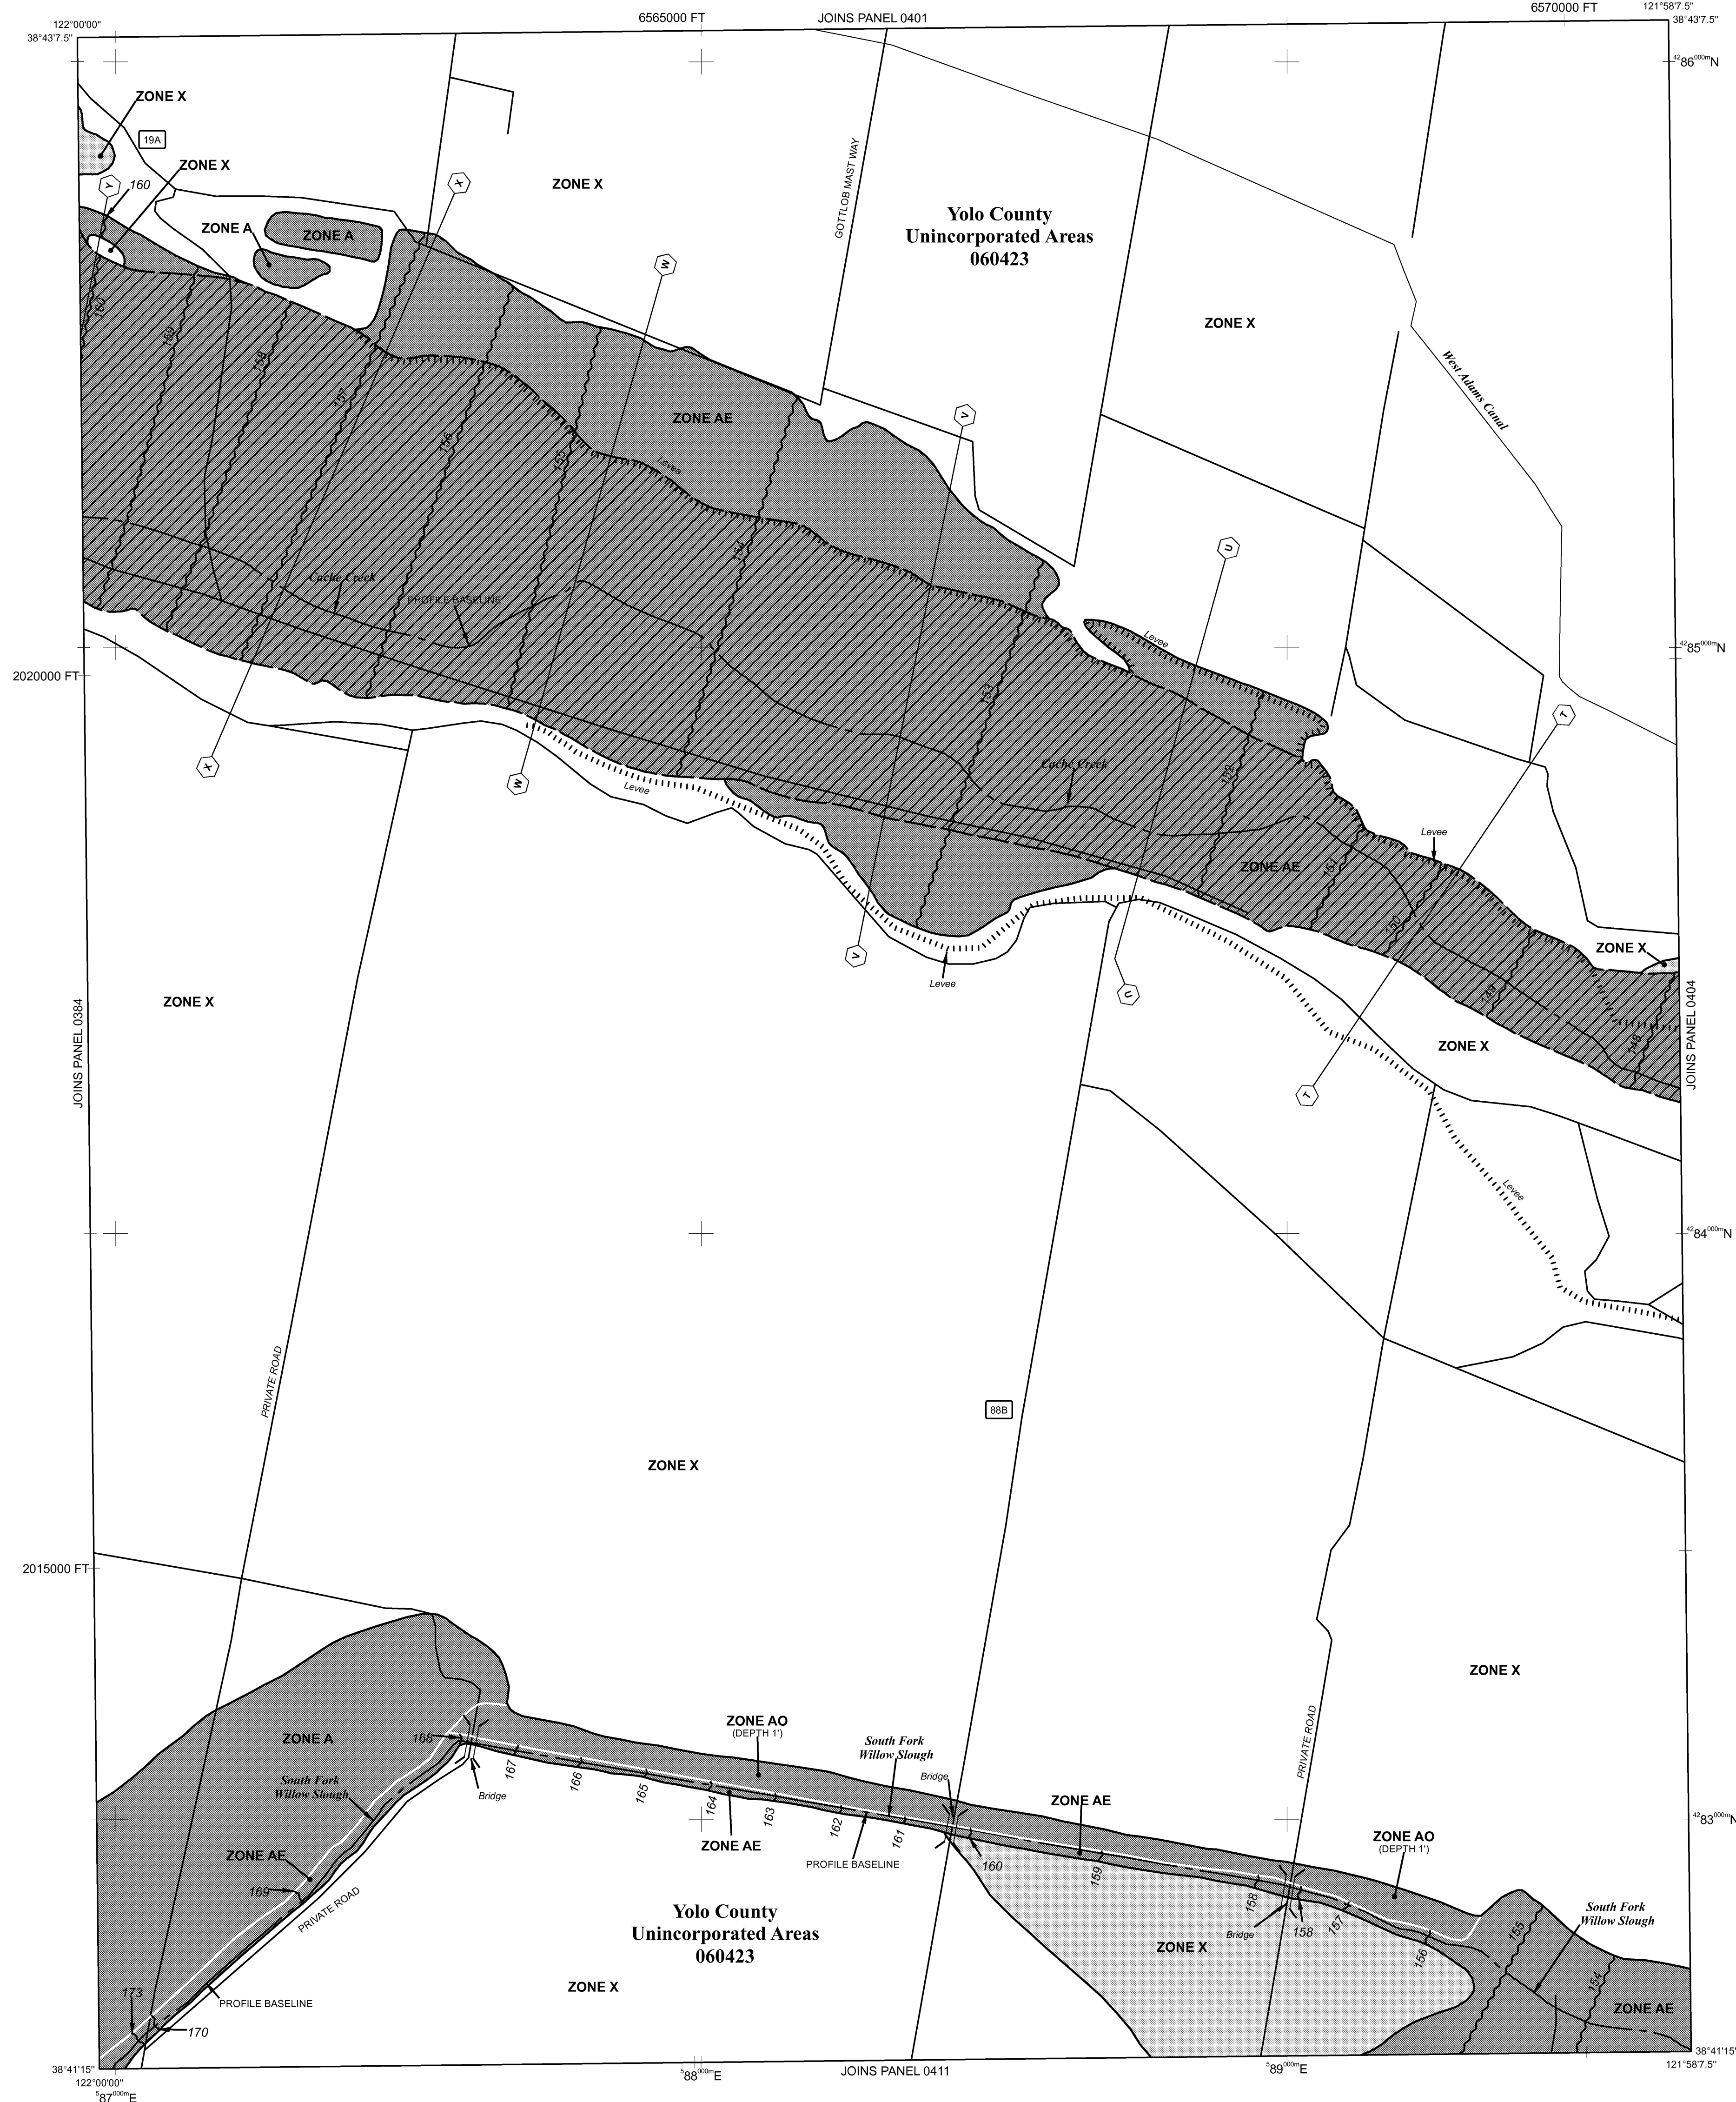 122°00'00"
6565000 FT
JOINS PANEL 0401
6570000 FT
121°58'7.5"
38°43'7.5"
38°43'7.5"
4286000mN
ZONE X
19A
ZONE X
Y
160
X
ZONE X
GOTTLOB MAST WAY
ZONE A
ZONE A
W
Yolo County
Unincorporated Areas
060423
ZONE X
West Adams Canal
160
159
158
157
156
155
154
153
152
151
150
149
148
ZONE AE
Levee
V
U
Cache Creek
PROFILE BASELINE
Levee
4285000mN
2020000 FT
T
X
W
Levee
Cache Creek
ZONE AE
Levee
V
Levee
U
ZONE X
ZONE X
JOINS PANEL 0384
JOINS PANEL 0404
ZONE X
T
Levee
4284000mN
PRIVATE ROAD
88B
ZONE X
2015000 FT
ZONE X
PRIVATE ROAD
ZONE A
168
South Fork
Willow Slough
Bridge
167
166
165
164
163
162
161
ZONE AO
(DEPTH 1')
South Fork
Willow Slough
Bridge
ZONE AE
ZONE AE
PROFILE BASELINE
160
159
158
158
157
156
155
154
Bridge
ZONE AO
(DEPTH 1')
4283000mN
South Fork
Willow Slough
ZONE AE
169
PRIVATE ROAD
Yolo County
Unincorporated Areas
060423
ZONE X
ZONE X
ZONE AE
173
170
PROFILE BASELINE
38°41'15"
122°00'00"
587000mE
588000mE
JOINS PANEL 0411
589000mE
38°41'15"
121°58'7.5"